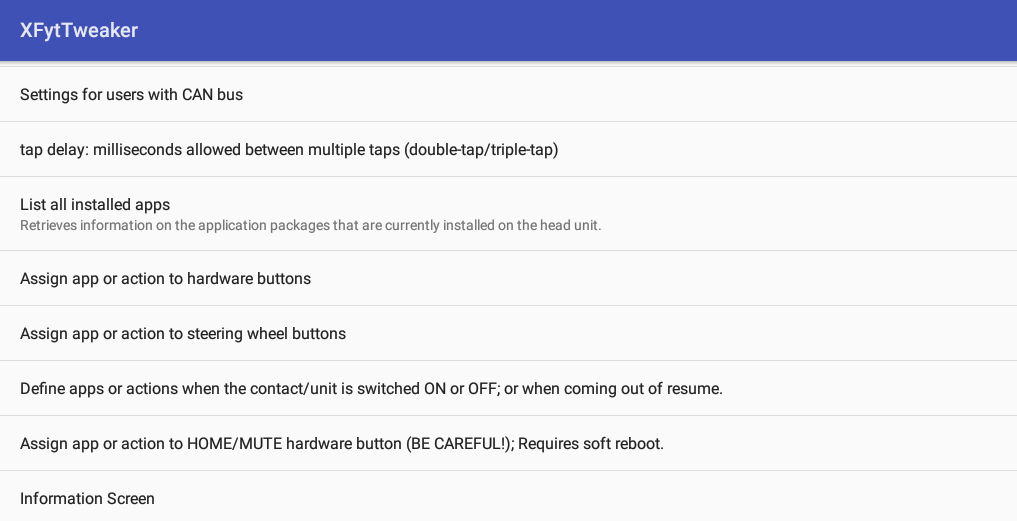 XFytTweaker
Settings for users with CAN bus
tap delay: milliseconds allowed between multiple taps (double-tap/triple-tap)
List all installed apps
Retrieves information on the application packages that are currently installed on the head unit.
Assign app or action to hardware buttons
Assign app or action to steering wheel buttons
Define apps or actions when the contact/unit is switched ON or OFF; or when coming out of resume.
Assign app or action to HOME/MUTE hardware button (BE CAREFUL!); Requires soft reboot.
Information Screen